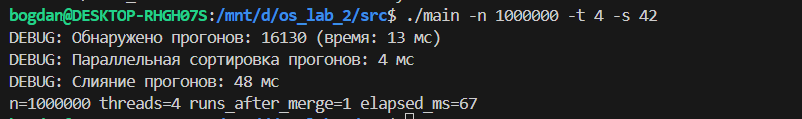 bogdan@DESKTOP-RHGH07S:/mnt/d/os_lab_2/src$ ./main -n 1000000 -t 4 -s 42
DEBUG: Обнаружено прогонов: 16130 (время: 13 мс)
DEBUG: Параллельная сортировка прогонов: 4 мс
DEBUG: Слияние прогонов: 48 мс
n=1000000 threads=4 runs_after_merge=1 elapsed_ms=67